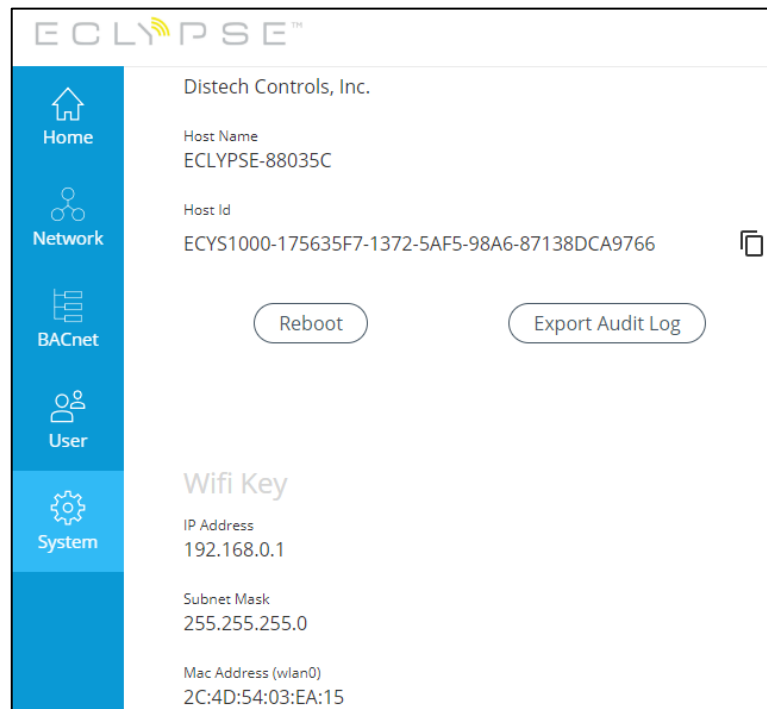 ECLYPSE™
Home
Network
BACnet
User
System
Distech Controls, Inc.
Host Name
ECLYPSE-88035C
Host Id
ECYS1000-175635F7-1372-5AF5-98A6-87138DCA9766
Reboot
Export Audit Log
Wifi Key
IP Address
192.168.0.1
Subnet Mask
255.255.255.0
Mac Address (wlan0)
2C:4D:54:03:EA:15